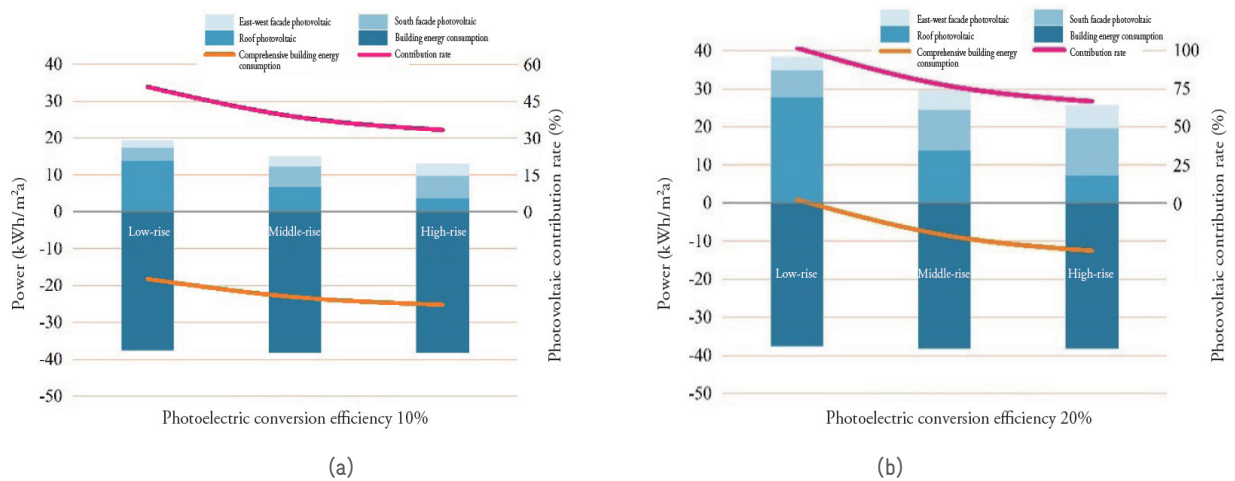 East-west facade photovoltaic
South facade photovoltaic
Roof photovoltaic
Building energy consumption
Comprehensive building energy
consumption
Contribution rate
40
30
20
10
0
-10
-20
-30
-40
-50
Power (kWh/m²a)
60
45
30
15
0
Photovoltaic contribution rate (%)
Low-rise
Middle-rise
High-rise
Photoelectric conversion efficiency 10%
(a)
East-west facade photovoltaic
South facade photovoltaic
Roof photovoltaic
Building energy consumption
Comprehensive building energy
consumption
Contribution rate
40
30
20
10
0
-10
-20
-30
-40
-50
Power (kWh/m²a)
100
75
50
25
0
Photovoltaic contribution rate (%)
Low-rise
Middle-rise
High-rise
Photoelectric conversion efficiency 20%
(b)